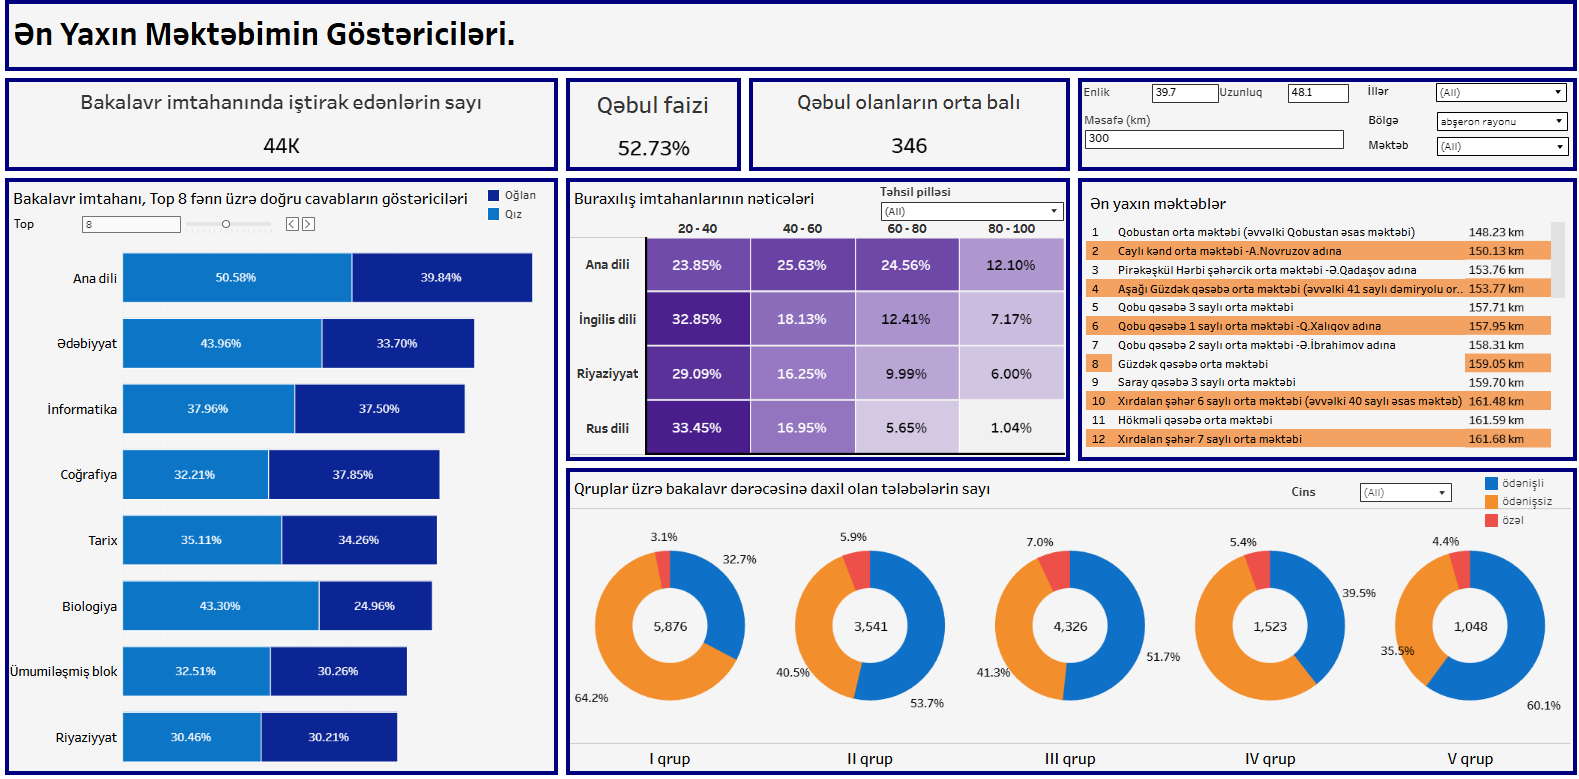 Ən Yaxın Məktəbimin Göstəriciləri.
Bakalavr imtahanında iştirak edənlərin sayı
44K
Qəbul faizi
52.73%
Qəbul olanların orta balı
346
Enlik 39.7 Uzunluq 48.1
Məsafə (km)
300
İllər (All)
Bölgə abşeron rayonu
Məktəb (All)
Bakalavr imtahanı, Top 8 fənn üzrə doğru cavabların göstəriciləri
Oğlan
Qız
Top 8
Ana dili 50.58% 39.84%
Ədəbiyyat 43.96% 33.70%
İnformatika 37.96% 37.50%
Coğrafiya 32.21% 37.85%
Tarix 35.11% 34.26%
Biologiya 43.30% 24.96%
Ümumiləşmiş blok 32.51% 30.26%
Riyaziyyat 30.46% 30.21%
Buraxılış imtahanlarının nəticələri
Təhsil pilləsi
(All)
20 - 40 40 - 60 60 - 80 80 - 100
Ana dili 23.85% 25.63% 24.56% 12.10%
İngilis dili 32.85% 18.13% 12.41% 7.17%
Riyaziyyat 29.09% 16.25% 9.99% 6.00%
Rus dili 33.45% 16.95% 5.65% 1.04%
Ən yaxın məktəblər
1 Qobustan orta məktəbi (əvvəlki Qobustan əsas məktəbi) 148.23 km
2 Caylı kənd orta məktəbi -A.Novruzov adına 150.13 km
3 Pirəkəşkül Hərbi şəhərcik orta məktəbi -Ə.Qədaşov adına 153.76 km
4 Aşağı Güzdək qəsəbə orta məktəbi (əvvəlki 41 saylı dəmiryolu or.. 153.77 km
5 Qobu qəsəbə 3 saylı orta məktəbi 157.71 km
6 Qobu qəsəbə 1 saylı orta məktəbi -Q.Xalıqov adına 157.95 km
7 Qobu qəsəbə 2 saylı orta məktəbi -Ə.İbrahimov adına 158.31 km
8 Güzdək qəsəbə orta məktəbi 159.05 km
9 Saray qəsəbə 3 saylı orta məktəbi 159.70 km
10 Xırdalan şəhər 6 saylı orta məktəbi (əvvəlki 40 saylı əsas məktəb) 161.48 km
11 Hökməli qəsəbə orta məktəbi 161.59 km
12 Xırdalan şəhər 7 saylı orta məktəbi 161.68 km
Qruplar üzrə bakalavr dərəcəsinə daxil olan tələbələrin sayı
Cins (All)
ödənişli
ödənişsiz
özəl
3.1% 32.7% 5,876 64.2%
5.9% 3,541 40.5% 53.7%
7.0% 4,326 41.3% 51.7%
5.4% 39.5% 1,523
4.4% 1,048 35.5% 60.1%
I qrup II qrup III qrup IV qrup V qrup